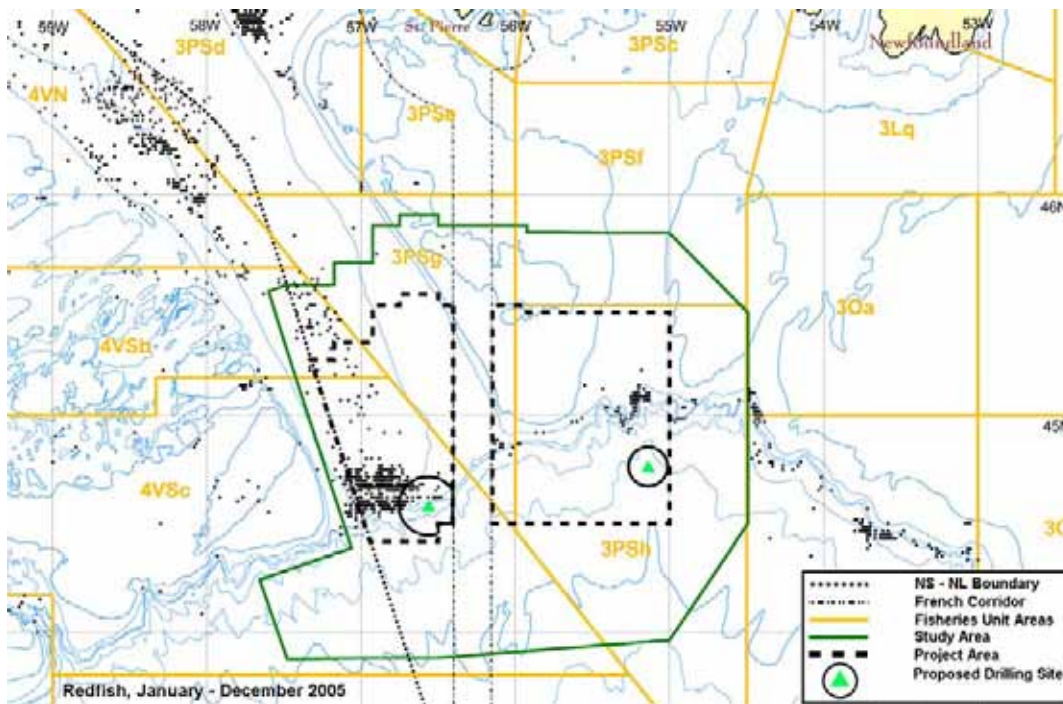 59W 58W 57W 56W 55W 54W 53W
3PSd St. Pierre 3PSc Newfoundland
4VN 3PSe 3Lq
3PSf
46N
3PSg
3Oa
4VSb
45N
4VSc
3PSh
NS - NL Boundary
French Corridor
Fisheries Unit Areas
Study Area
Project Area
Proposed Drilling Site
Redfish, January - December 2005